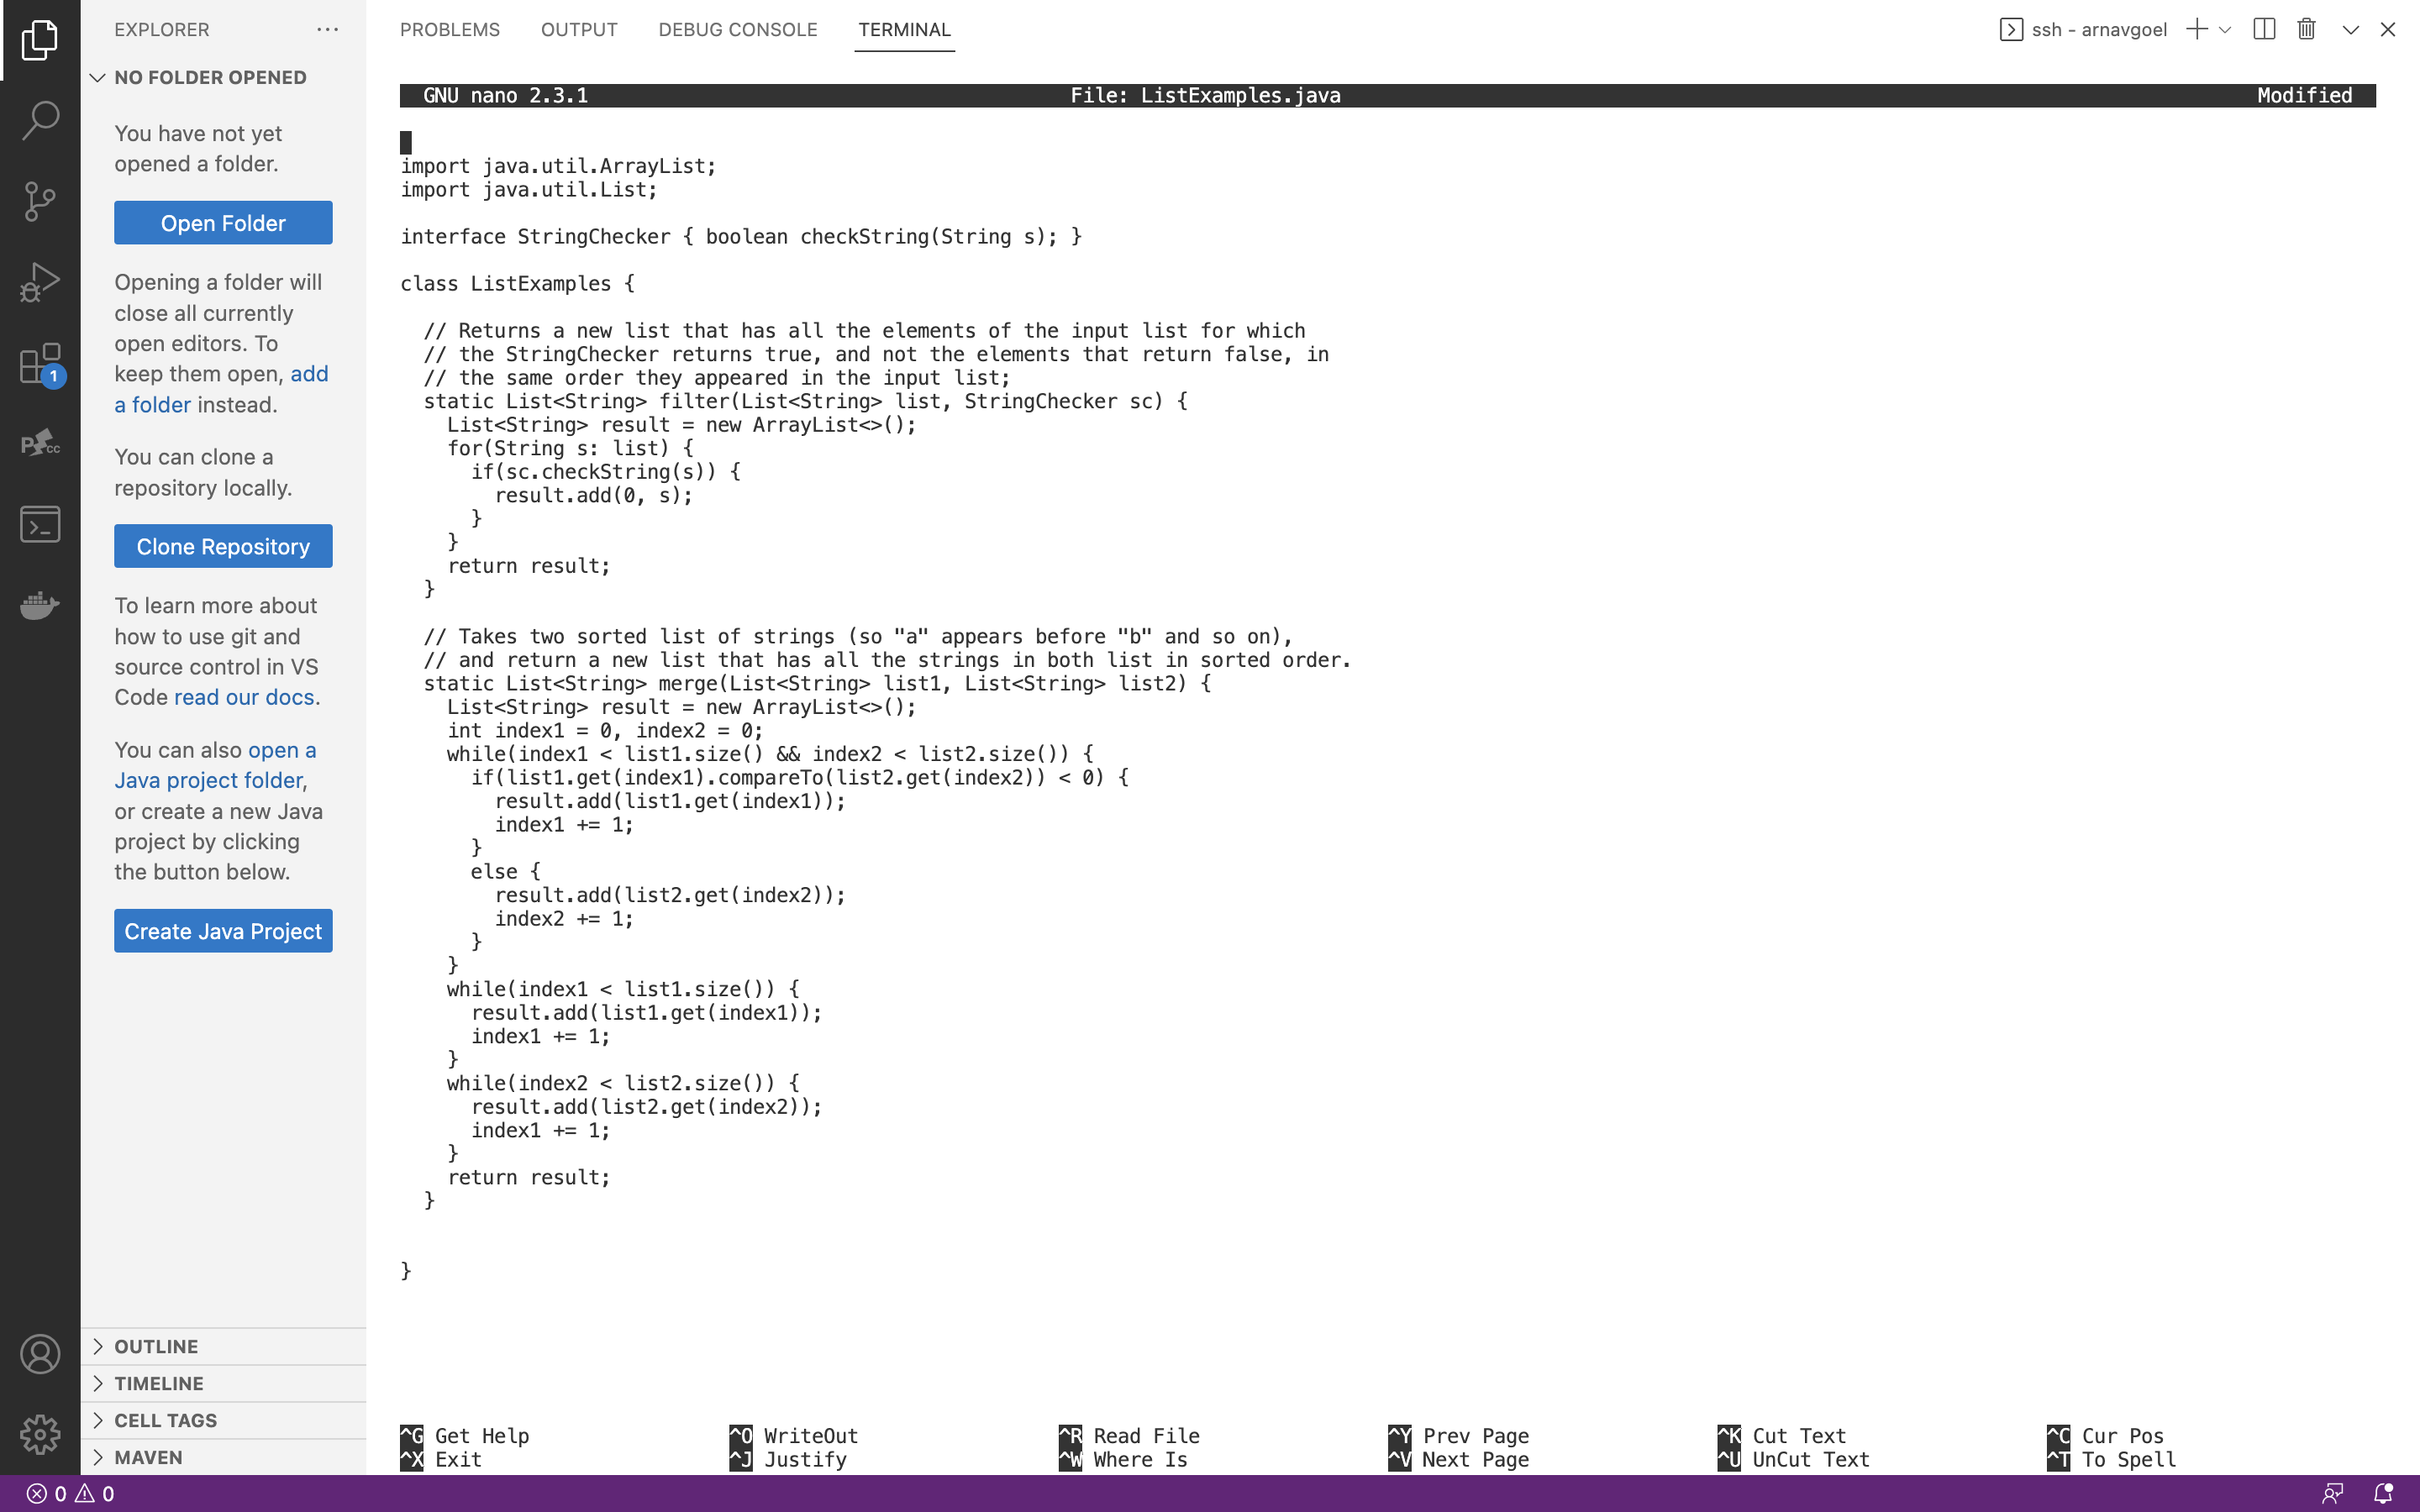 EXPLORER
NO FOLDER OPENED
You have not yet
opened a folder.
Open Folder
Opening a folder will
close all currently
open editors. To
keep them open, add
a folder instead.
You can clone a
repository locally.
Clone Repository
To learn more about
how to use git and
source control in VS
Code read our docs.
You can also open a
Java project folder,
or create a new Java
project by clicking
the button below.
Create Java Project
OUTLINE
TIMELINE
CELL TAGS
MAVEN
1
P cc
PROBLEMS OUTPUT DEBUG CONSOLE TERMINAL
ssh - arnavgoel
GNU nano 2.3.1 File: ListExamples.java Modified
import java.util.ArrayList;
import java.util.List;
interface StringChecker { boolean checkString(String s); }
class ListExamples {
// Returns a new list that has all the elements of the input list for which
// the StringChecker returns true, and not the elements that return false, in
// the same order they appeared in the input list;
static List<String> filter(List<String> list, StringChecker sc) {
List<String> result = new ArrayList<>();
for(String s: list) {
if(sc.checkString(s)) {
result.add(0, s);
}
}
return result;
}
// Takes two sorted list of strings (so "a" appears before "b" and so on),
// and return a new list that has all the strings in both list in sorted order.
static List<String> merge(List<String> list1, List<String> list2) {
List<String> result = new ArrayList<>();
int index1 = 0, index2 = 0;
while(index1 < list1.size() && index2 < list2.size()) {
if(list1.get(index1).compareTo(list2.get(index2)) < 0) {
result.add(list1.get(index1));
index1 += 1;
}
else {
result.add(list2.get(index2));
index2 += 1;
}
}
while(index1 < list1.size()) {
result.add(list1.get(index1));
index1 += 1;
}
while(index2 < list2.size()) {
result.add(list2.get(index2));
index1 += 1;
}
return result;
}
}
^G Get Help ^O WriteOut ^R Read File ^Y Prev Page ^K Cut Text ^C Cur Pos
^X Exit ^J Justify ^W Where Is ^V Next Page ^U UnCut Text ^T To Spell
0 0